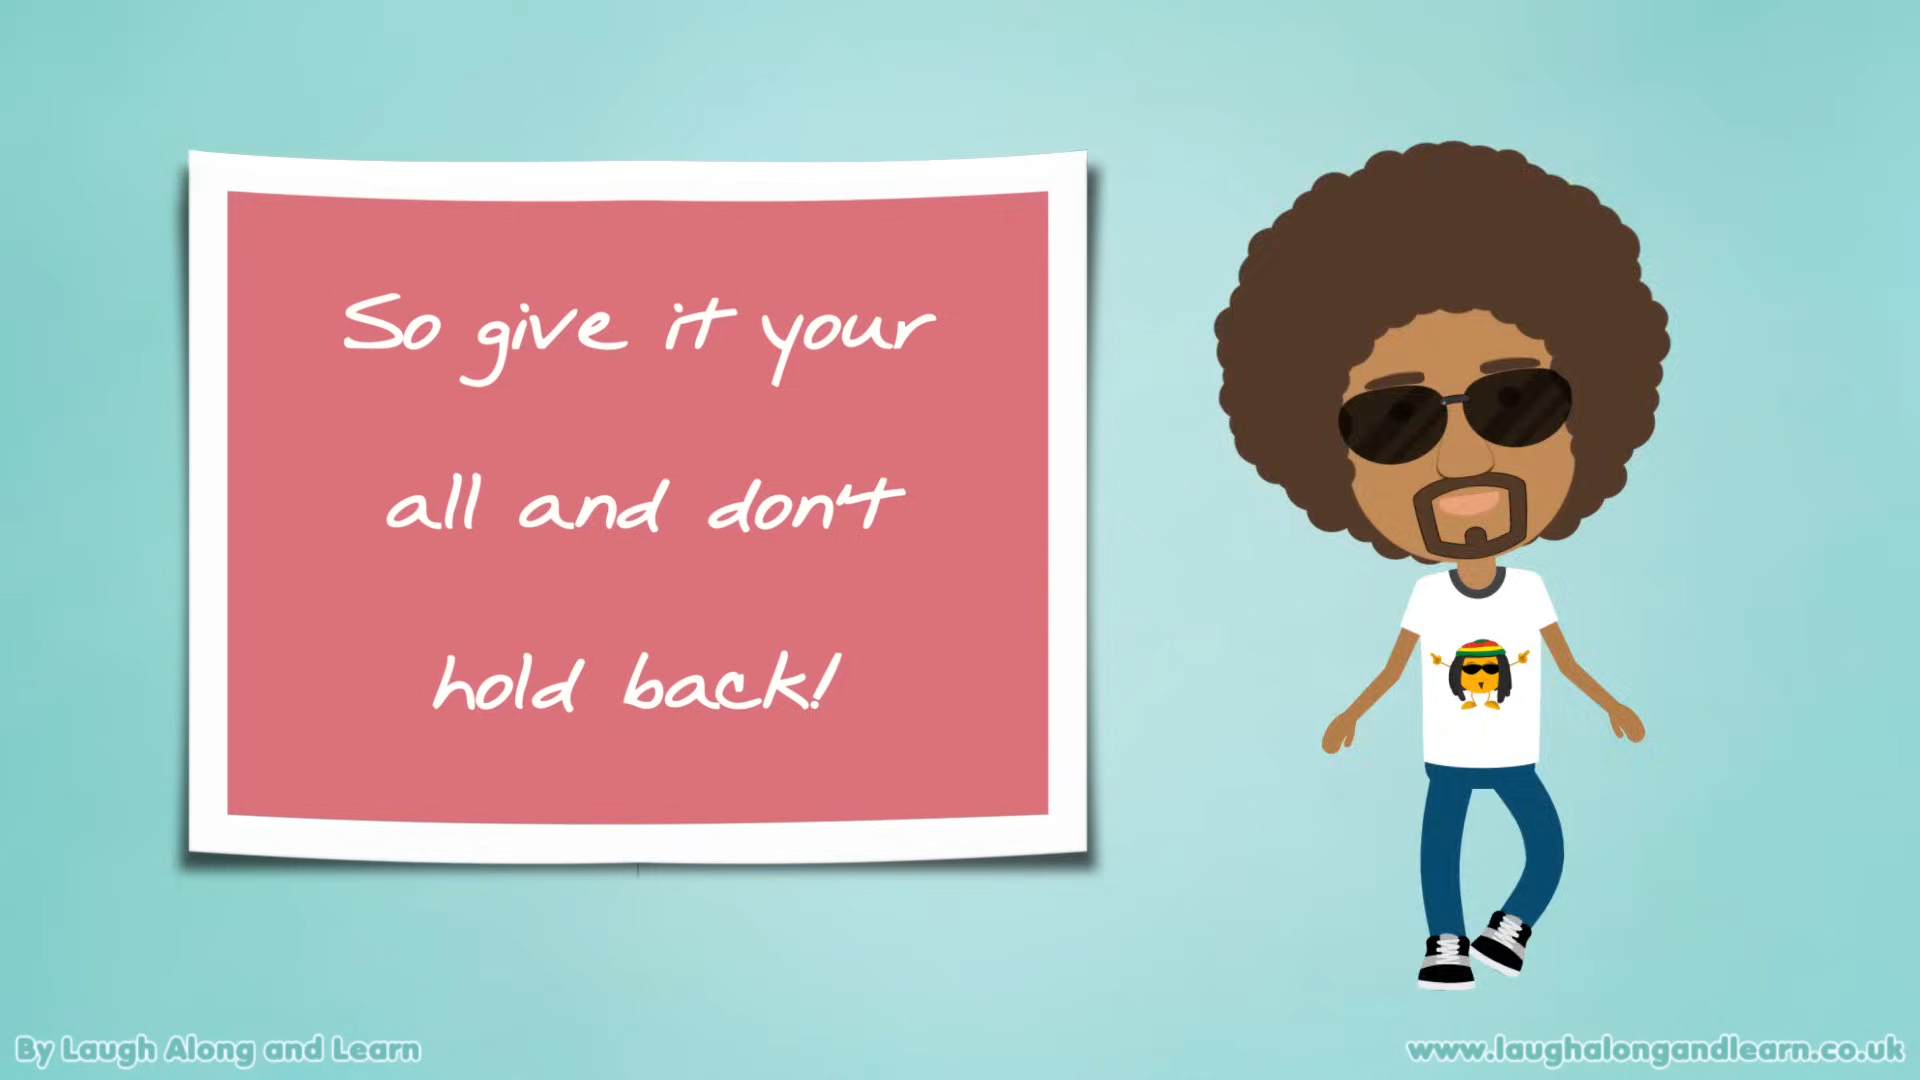 So give it your
all and don't
hold back!
By Laugh Along and Learn
www.laughalongandlearn.co.uk